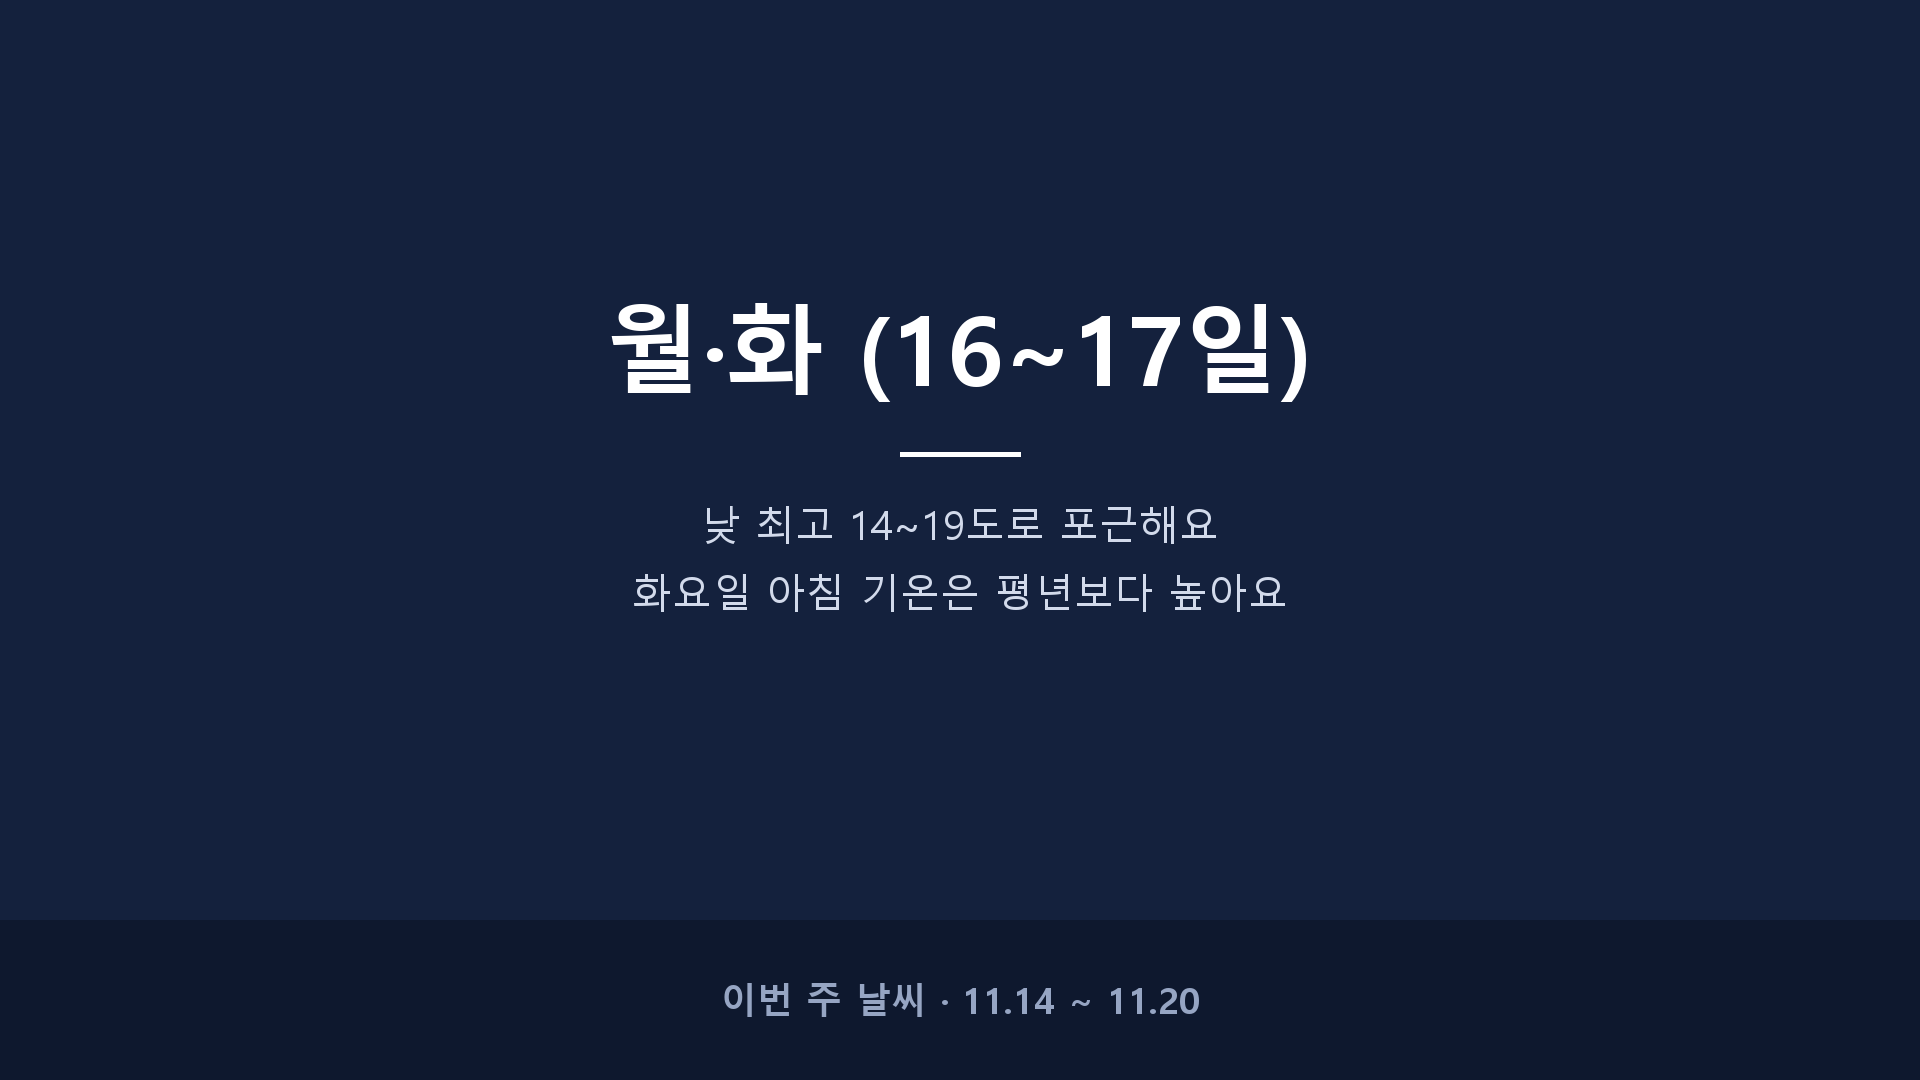 월·화 (16~17일)
낮 최고 14~19도로 포근해요
화요일 아침 기온은 평년보다 높아요
이번 주 날씨 · 11.14 ~ 11.20